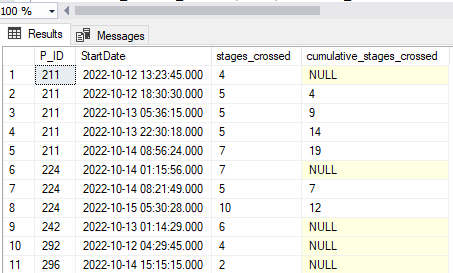 100 %
Results Messages
P_ID StartDate stages_crossed cumulative_stages_crossed
1 211 2022-10-12 13:23:45.000 4 NULL
2 211 2022-10-12 18:30:30.000 5 4
3 211 2022-10-13 05:36:15.000 5 9
4 211 2022-10-13 22:30:18.000 5 14
5 211 2022-10-14 08:56:24.000 7 19
6 224 2022-10-14 01:15:56.000 7 NULL
7 224 2022-10-14 08:21:49.000 5 7
8 224 2022-10-15 05:30:28.000 10 12
9 242 2022-10-13 01:14:29.000 6 NULL
10 292 2022-10-12 04:29:45.000 4 NULL
11 296 2022-10-14 15:15:15.000 2 NULL